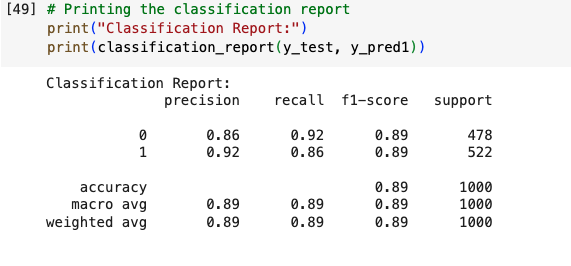 [49] # Printing the classification report
print("Classification Report:")
print(classification_report(y_test, y_pred1))
Classification Report:
precision recall f1-score support
0 0.86 0.92 0.89 478
1 0.92 0.86 0.89 522
accuracy 0.89 1000
macro avg 0.89 0.89 0.89 1000
weighted avg 0.89 0.89 0.89 1000